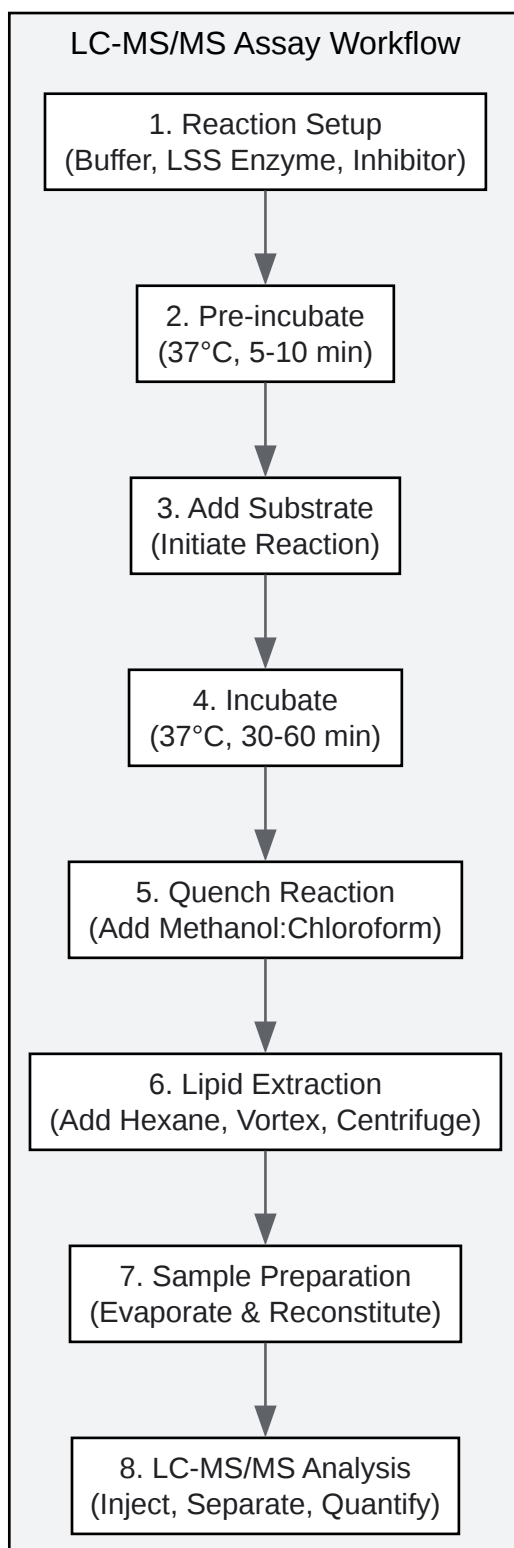 LC-MS/MS Assay Workflow
1. Reaction Setup
(Buffer, LSS Enzyme, Inhibitor)
2. Pre-incubate
(37°C, 5-10 min)
3. Add Substrate
(Initiate Reaction)
4. Incubate
(37°C, 30-60 min)
5. Quench Reaction
(Add Methanol:Chloroform)
6. Lipid Extraction
(Add Hexane, Vortex, Centrifuge)
7. Sample Preparation
(Evaporate & Reconstitute)
8. LC-MS/MS Analysis
(Inject, Separate, Quantify)